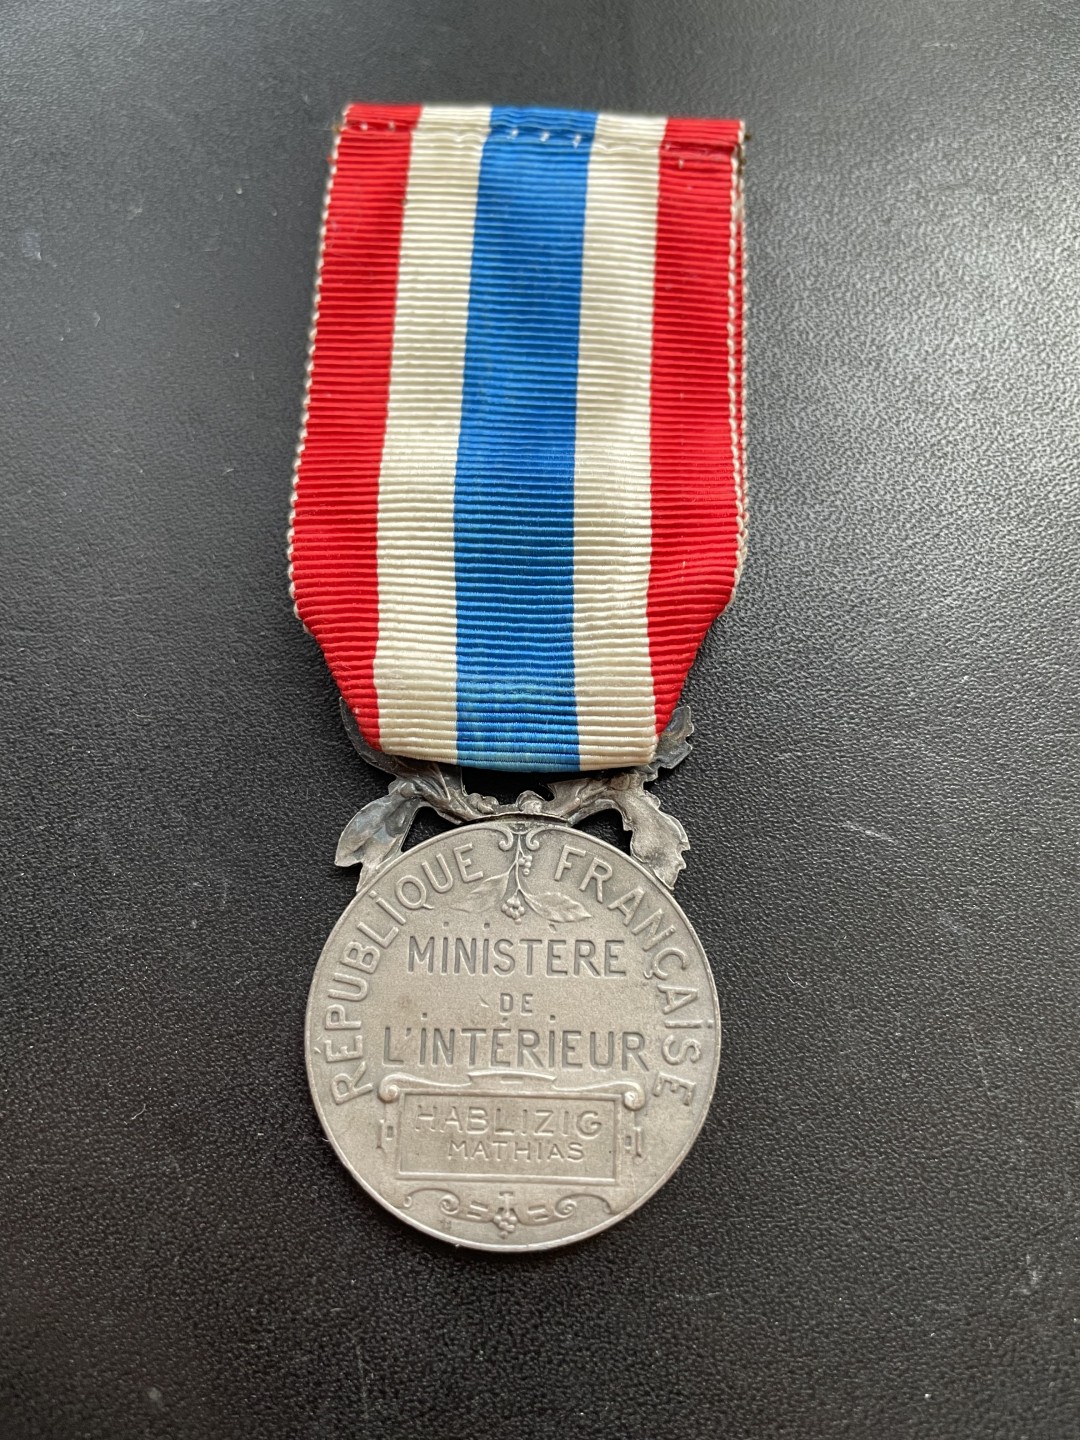 RÉPUBLIQUE FRANÇAISE
MINISTÈRE
DE
L'INTÉRIEUR
HABLIZIG
MATHIAS